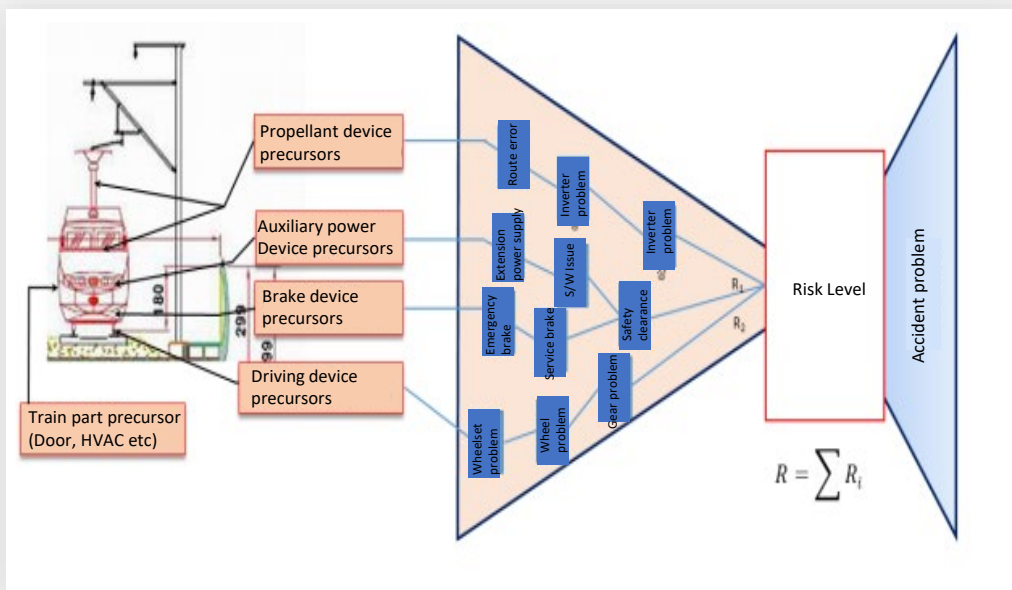 Propellant device
precursors
Auxiliary power
Device precursors
Brake device
precursors
Driving device
precursors
Train part precursor
(Door, HVAC etc)
180
299
99
Route error
Inverter
problem
Inverter
problem
Extension
power supply
S/W Issue
Emergency
brake
Service brake
Safety
clearance
Gear problem
Wheelset
problem
Wheel
problem
R₁
R₂
Risk Level
Accident problem
R = ∑ Rᵢ